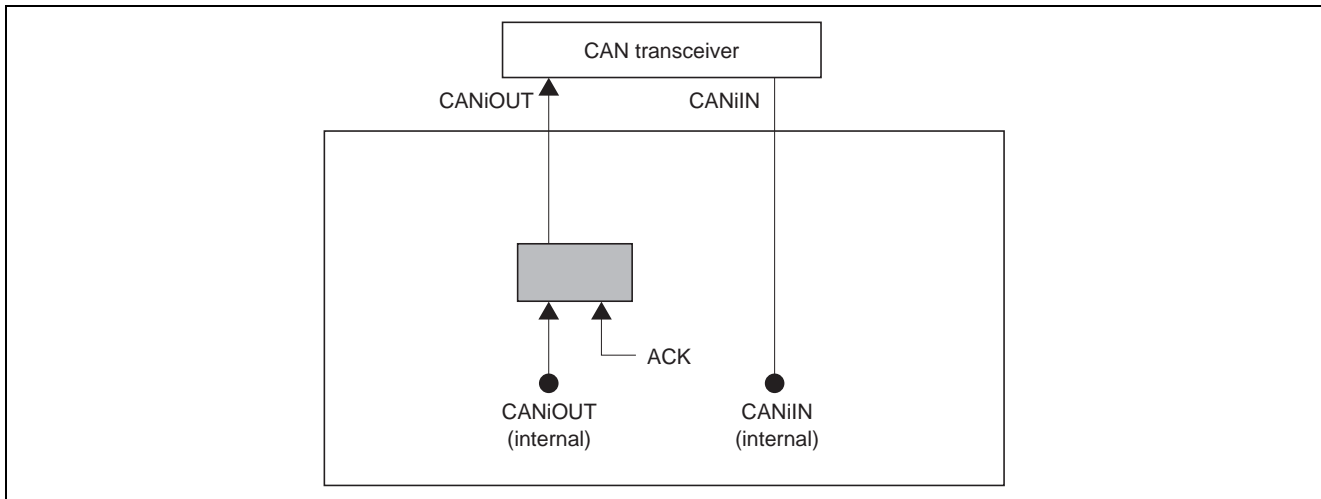 CAN transceiver
CANiOUT
CANiIN
ACK
CANiOUT
(internal)
CANiIN
(internal)